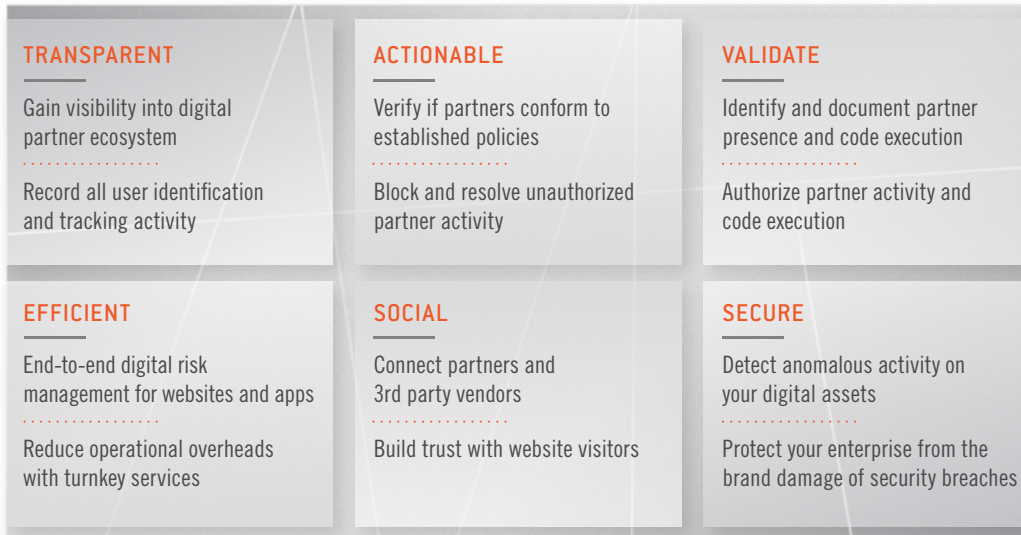 TRANSPARENT
Gain visibility into digital
partner ecosystem
Record all user identification
and tracking activity
ACTIONABLE
Verify if partners conform to
established policies
Block and resolve unauthorized
partner activity
VALIDATE
Identify and document partner
presence and code execution
Authorize partner activity and
code execution
EFFICIENT
End-to-end digital risk
management for websites and apps
Reduce operational overheads
with turnkey services
SOCIAL
Connect partners and
3rd party vendors
Build trust with website visitors
SECURE
Detect anomalous activity on
your digital assets
Protect your enterprise from the
brand damage of security breaches